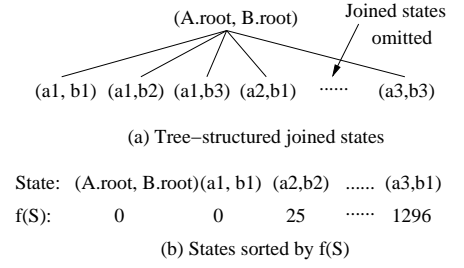 (A.root, B.root)
Joined states
omitted
(a1, b1) (a1,b2) (a1,b3) (a2,b1) ...... (a3,b3)
(a) Tree−structured joined states
State: (A.root, B.root)(a1, b1) (a2,b2) ...... (a3,b1)
f(S): 0 0 25 ...... 1296
(b) States sorted by f(S)